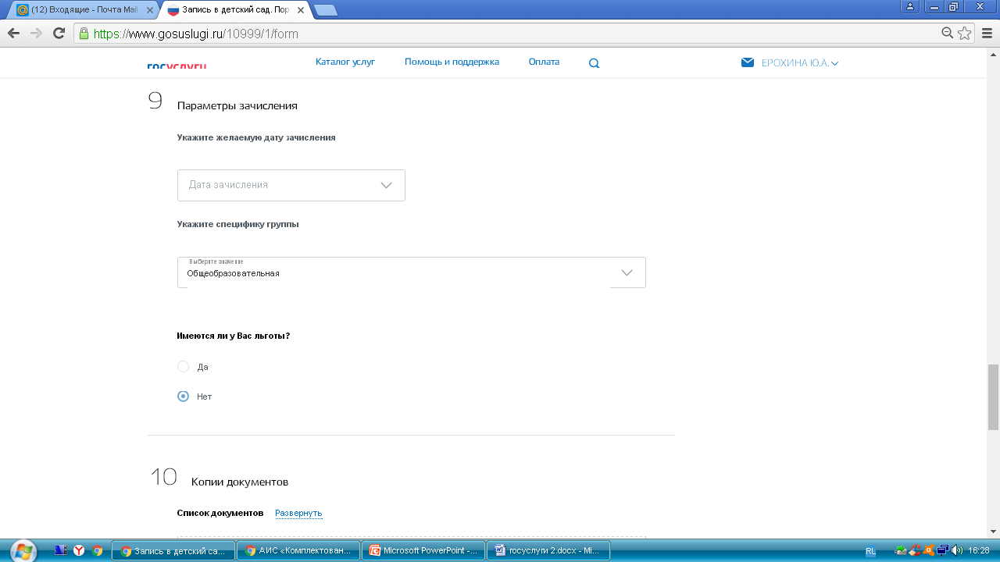 (12) Входящие - Почта Mail
Запись в детский сад. Пор
https://www.gosuslugi.ru/10999/1/form
госуслуги
Каталог услуг
Помощь и поддержка
Оплата
ЕРОХИНА Ю.А.
9 Параметры зачисления
Укажите желаемую дату зачисления
Дата зачисления
Укажите специфику группы
Выберите значение
Общеобразовательная
Имеются ли у Вас льготы?
Да
Нет
10 Копии документов
Список документов Развернуть
Запись в детский са...
АИС «Комплектован...
Microsoft PowerPoint -...
госуслуги 2.docx - Mi...
RL
16:28